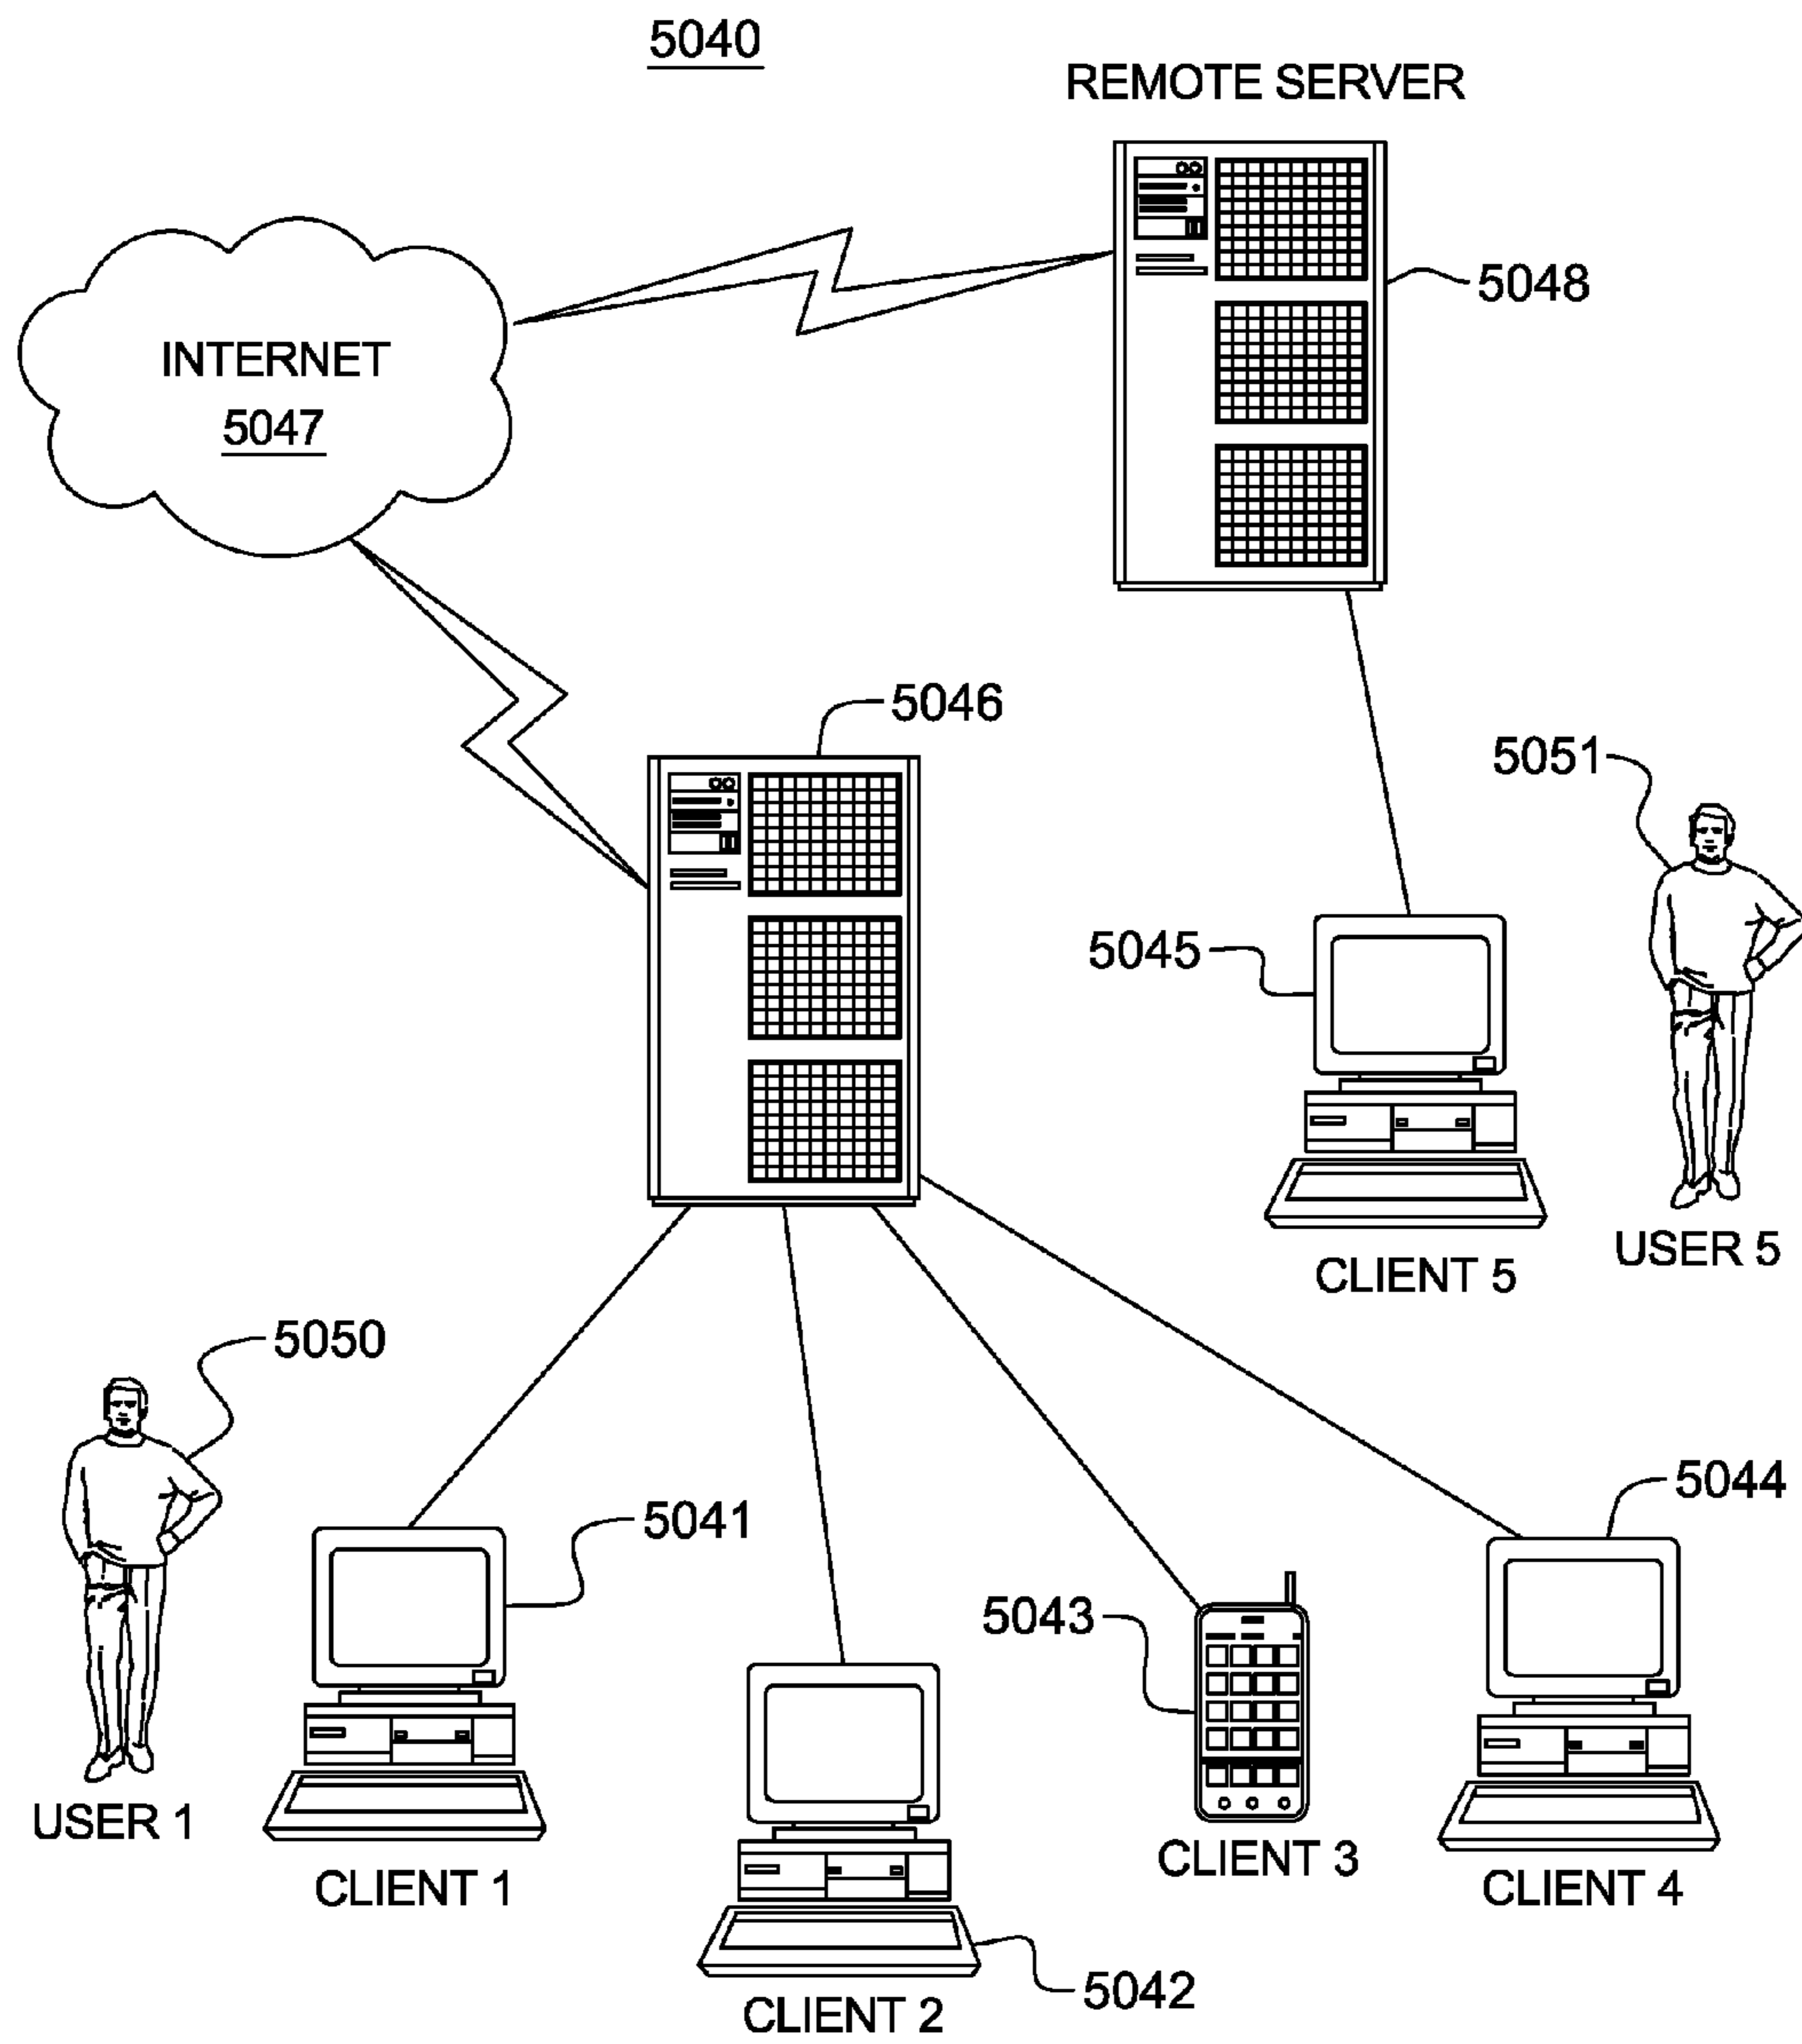 5040
REMOTE SERVER
5048
INTERNET
5047
5046
5051
5045
USER 5
CLIENT 5
5050
5044
5041
5043
USER 1
CLIENT 3
CLIENT 1
CLIENT 4
5042
CLIENT 2